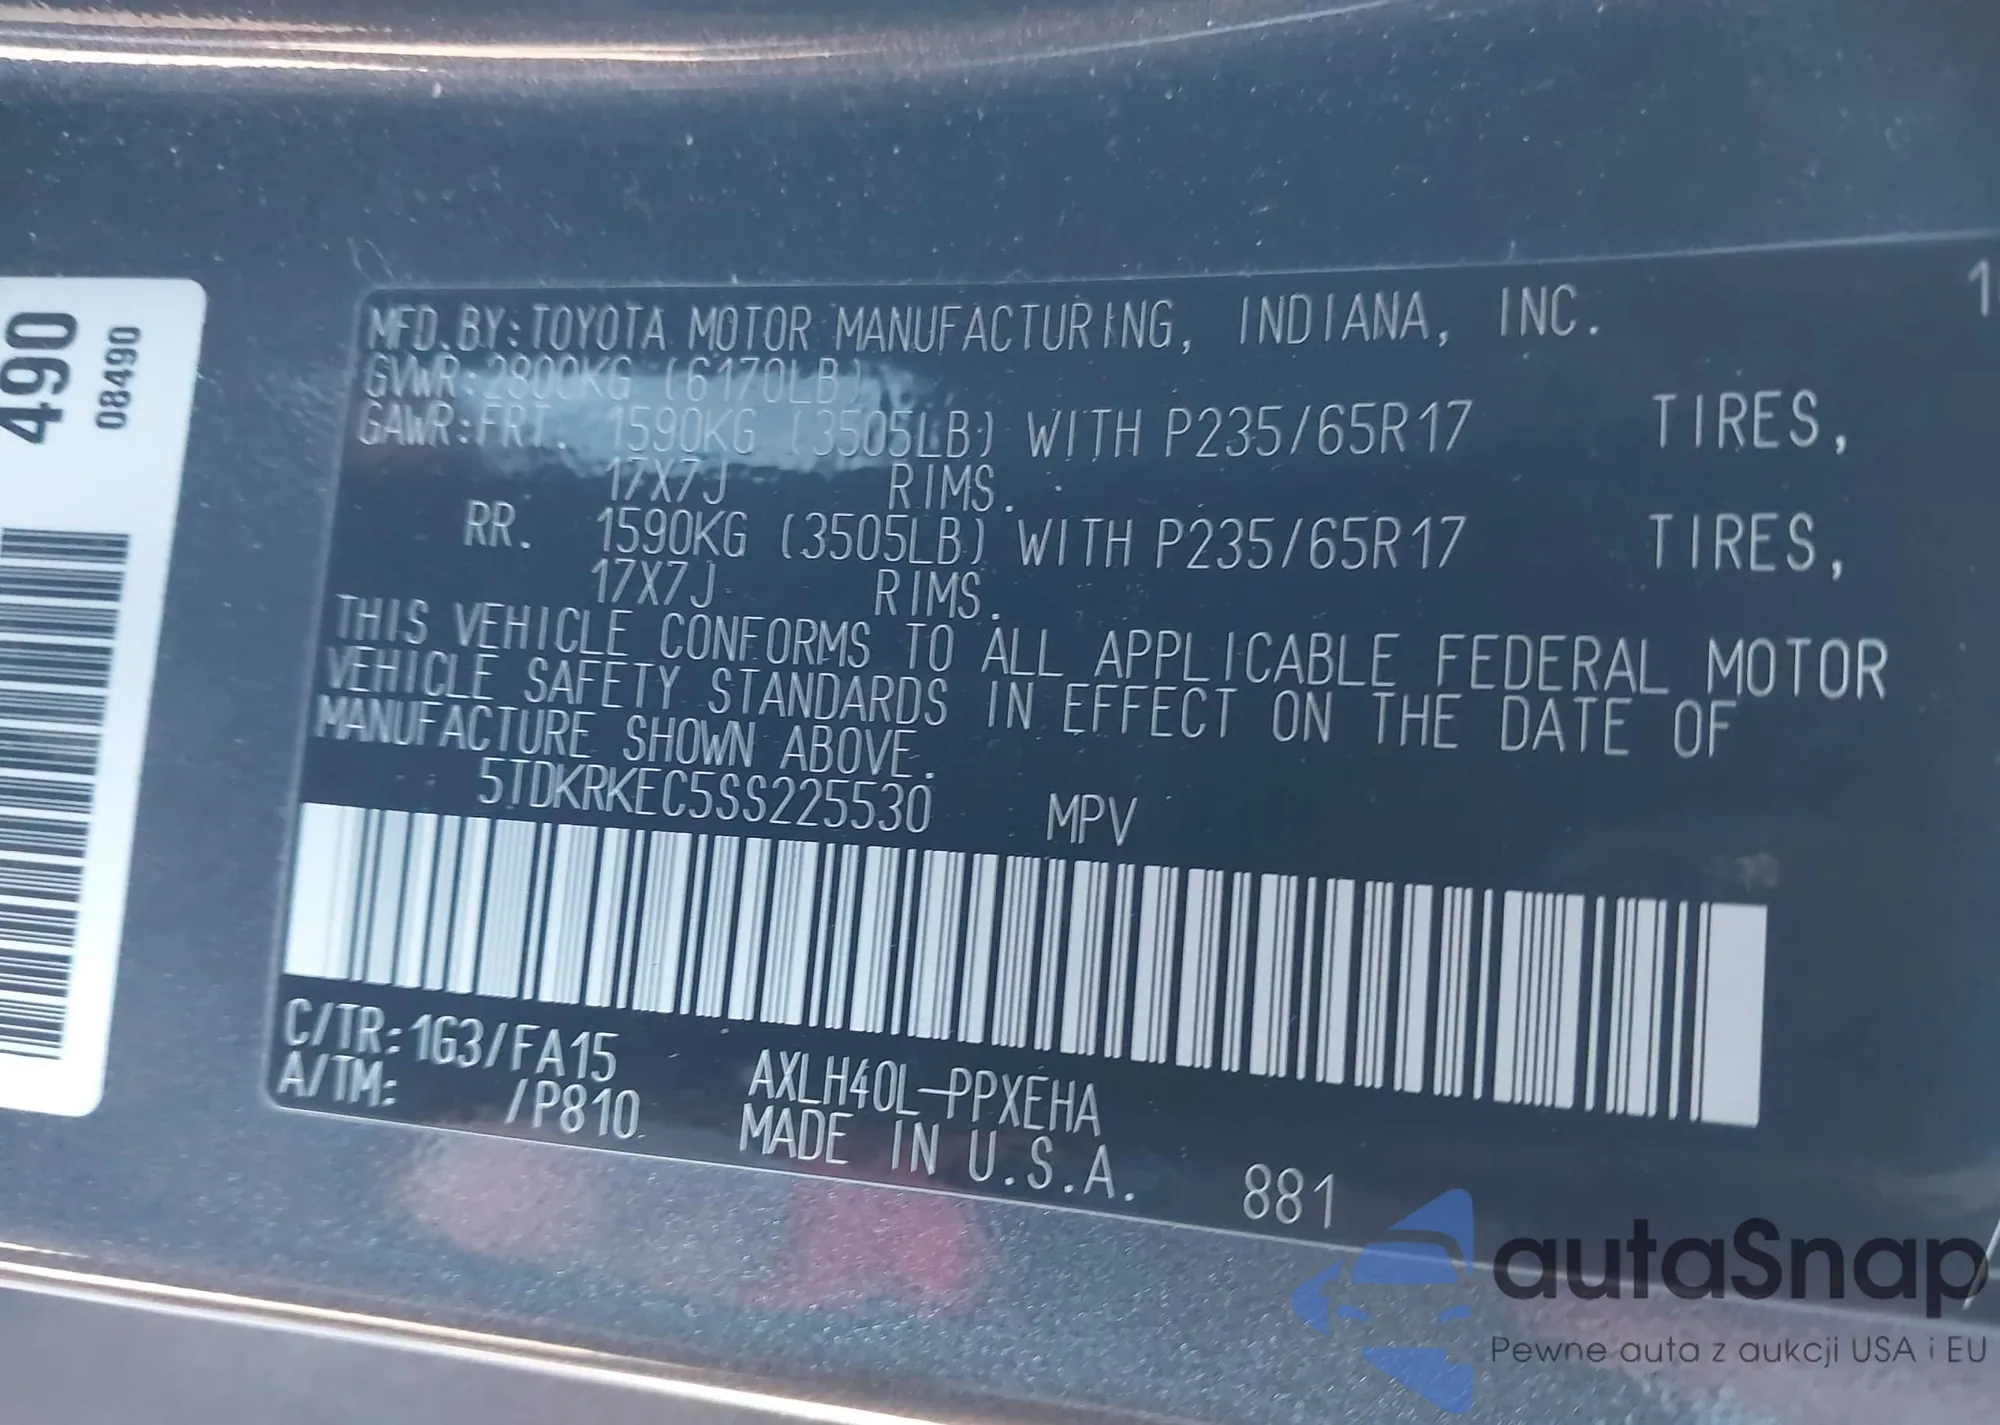 490
08490
MFD.BY:TOYOTA MOTOR MANUFACTURING, INDIANA, INC. 1
GVWR:2800KG (6170LB)
GAWR:FRT. 1590KG (3505LB) WITH P235/65R17 TIRES,
17X7J RIMS.
RR. 1590KG (3505LB) WITH P235/65R17 TIRES,
17X7J RIMS.
THIS VEHICLE CONFORMS TO ALL APPLICABLE FEDERAL MOTOR
VEHICLE SAFETY STANDARDS IN EFFECT ON THE DATE OF
MANUFACTURE SHOWN ABOVE.
5TDKRKEC5SS225530 MPV
C/TR:1G3/FA15 AXLH40L-PPXEHA
A/TM: /P810 MADE IN U.S.A. 881
autaSnap
Pewne auta z aukcji USA i EU